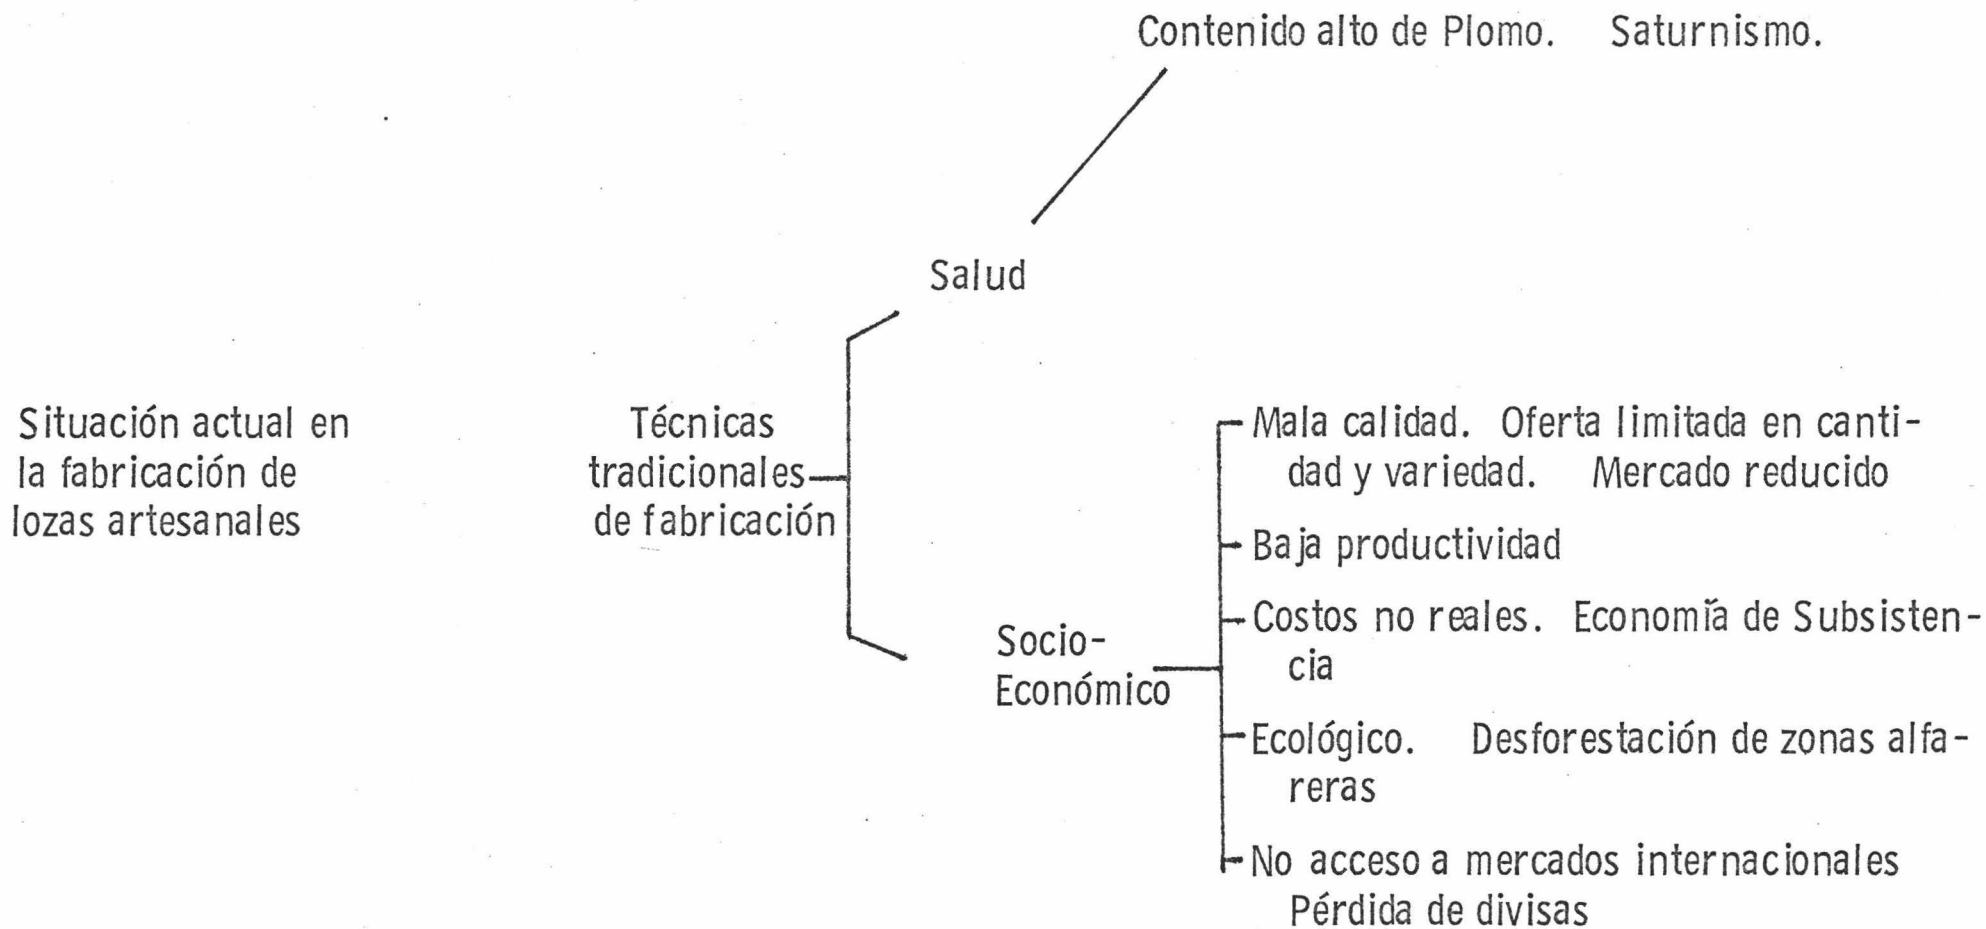 Contenido alto de Plomo. Saturnismo.
Salud
Situación actual en
la fabricación de
lozas artesanales
Técnicas
tradicionales
de fabricación
Socio-
Económico
Mala calidad. Oferta limitada en canti-
dad y variedad. Mercado reducido
Baja productividad
Costos no reales. Economía de Subsisten-
cia
Ecológico. Desforestación de zonas alfa-
reras
No acceso a mercados internacionales
Pérdida de divisas